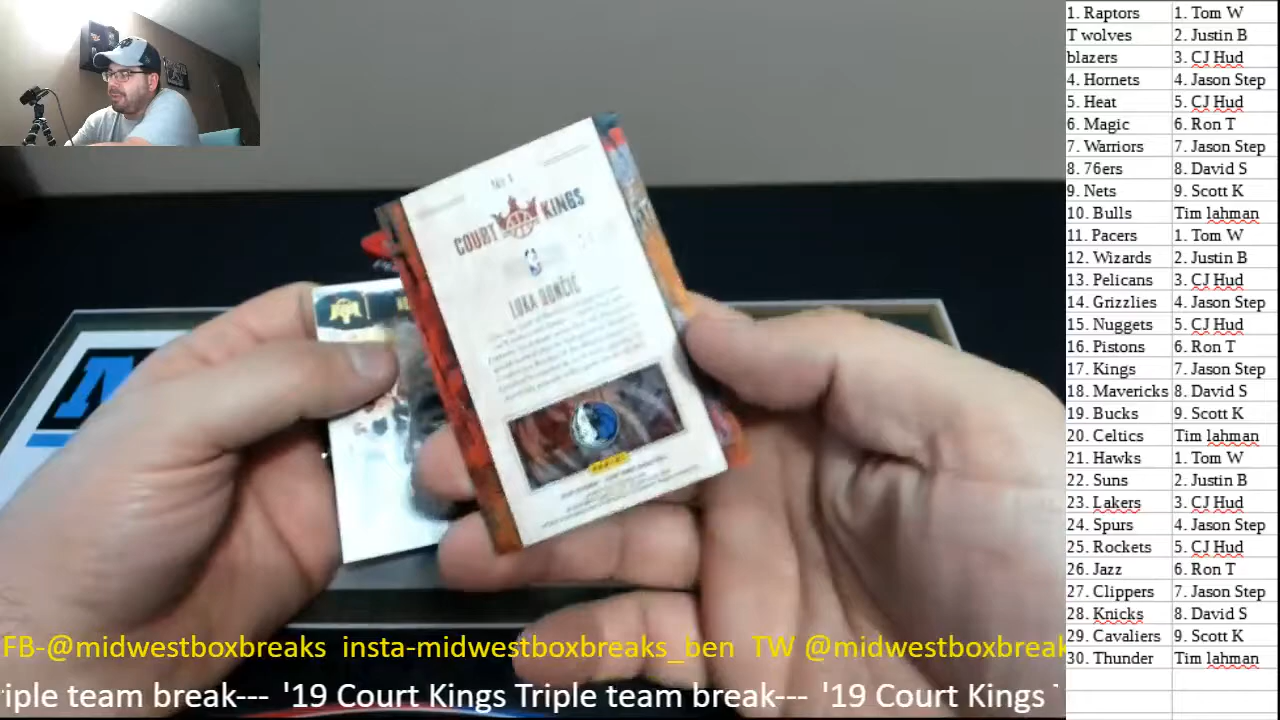 COURT KINGS
LUKA DONČIĆ
1. Raptors 1. Tom W
T wolves 2. Justin B
blazers 3. CJ Hud
4. Hornets 4. Jason Step
5. Heat 5. CJ Hud
6. Magic 6. Ron T
7. Warriors 7. Jason Step
8. 76ers 8. David S
9. Nets 9. Scott K
10. Bulls Tim lahman
11. Pacers 1. Tom W
12. Wizards 2. Justin B
13. Pelicans 3. CJ Hud
14. Grizzlies 4. Jason Step
15. Nuggets 5. CJ Hud
16. Pistons 6. Ron T
17. Kings 7. Jason Step
18. Mavericks 8. David S
19. Bucks 9. Scott K
20. Celtics Tim lahman
21. Hawks 1. Tom W
22. Suns 2. Justin B
23. Lakers 3. CJ Hud
24. Spurs 4. Jason Step
25. Rockets 5. CJ Hud
26. Jazz 6. Ron T
27. Clippers 7. Jason Step
28. Knicks 8. David S
29. Cavaliers 9. Scott K
30. Thunder Tim lahman
FB-@midwestboxbreaks insta-midwestboxbreaks_ben TW @midwestboxbreak
riple team break--- '19 Court Kings Triple team break--- '19 Court Kings